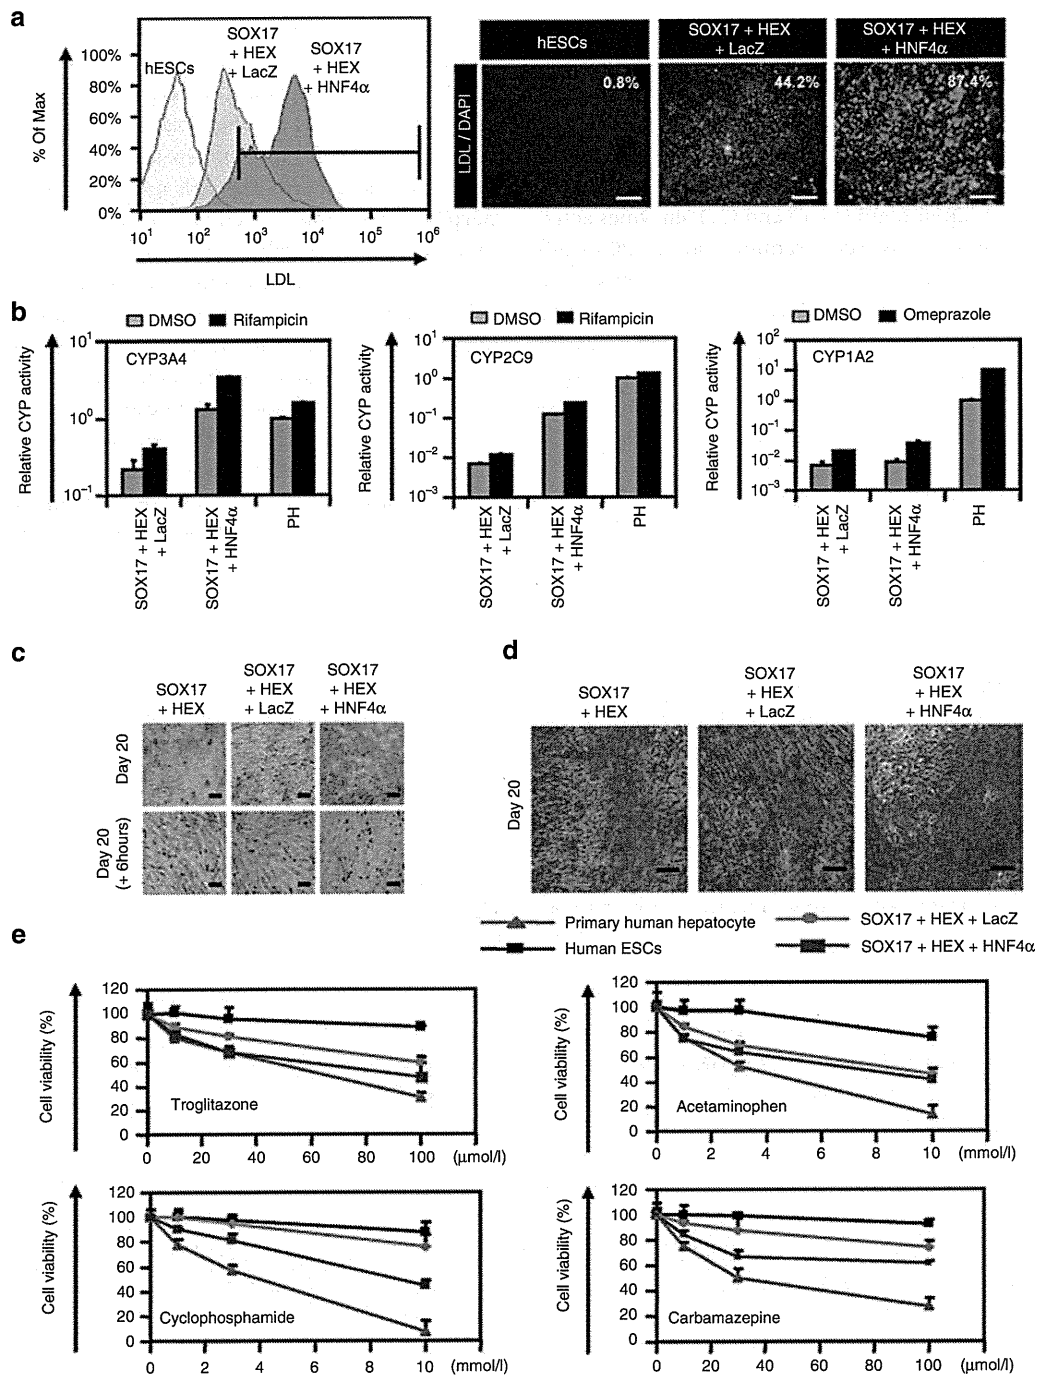 a
100%
80%
60%
40%
20%
0%
% Of Max
hESCs
SOX17
+ HEX
+ LacZ
SOX17
+ HEX
+ HNF4α
10¹ 10² 10³ 10⁴ 10⁵ 10⁶
LDL
hESCs
SOX17 + HEX
+ LacZ
SOX17 + HEX
+ HNF4α
LDL / DAPI
0.8%
44.2%
87.4%
b
DMSO Rifampicin
Relative CYP activity
10¹
10⁰
10⁻¹
CYP3A4
SOX17 + HEX
+ LacZ
SOX17 + HEX
+ HNF4α
PH
DMSO Rifampicin
Relative CYP activity
10¹
10⁰
10⁻¹
10⁻²
10⁻³
CYP2C9
SOX17 + HEX
+ LacZ
SOX17 + HEX
+ HNF4α
PH
DMSO Omeprazole
Relative CYP activity
10²
10¹
10⁰
10⁻¹
10⁻²
10⁻³
CYP1A2
SOX17 + HEX
+ LacZ
SOX17 + HEX
+ HNF4α
PH
c
SOX17
+ HEX
SOX17
+ HEX
+ LacZ
SOX17
+ HEX
+ HNF4α
Day 20
Day 20
(+ 6hours)
d
SOX17
+ HEX
SOX17
+ HEX
+ LacZ
SOX17
+ HEX
+ HNF4α
Day 20
e
Primary human hepatocyte
Human ESCs
SOX17 + HEX + LacZ
SOX17 + HEX + HNF4α
Cell viability (%)
120
100
80
60
40
20
0
Troglitazone
0 20 40 60 80 100 (μmol/l)
Cell viability (%)
120
100
80
60
40
20
0
Acetaminophen
0 2 4 6 8 10 (mmol/l)
Cell viability (%)
120
100
80
60
40
20
0
Cyclophosphamide
0 2 4 6 8 10 (mmol/l)
Cell viability (%)
120
100
80
60
40
20
0
Carbamazepine
0 20 40 60 80 100 (μmol/l)